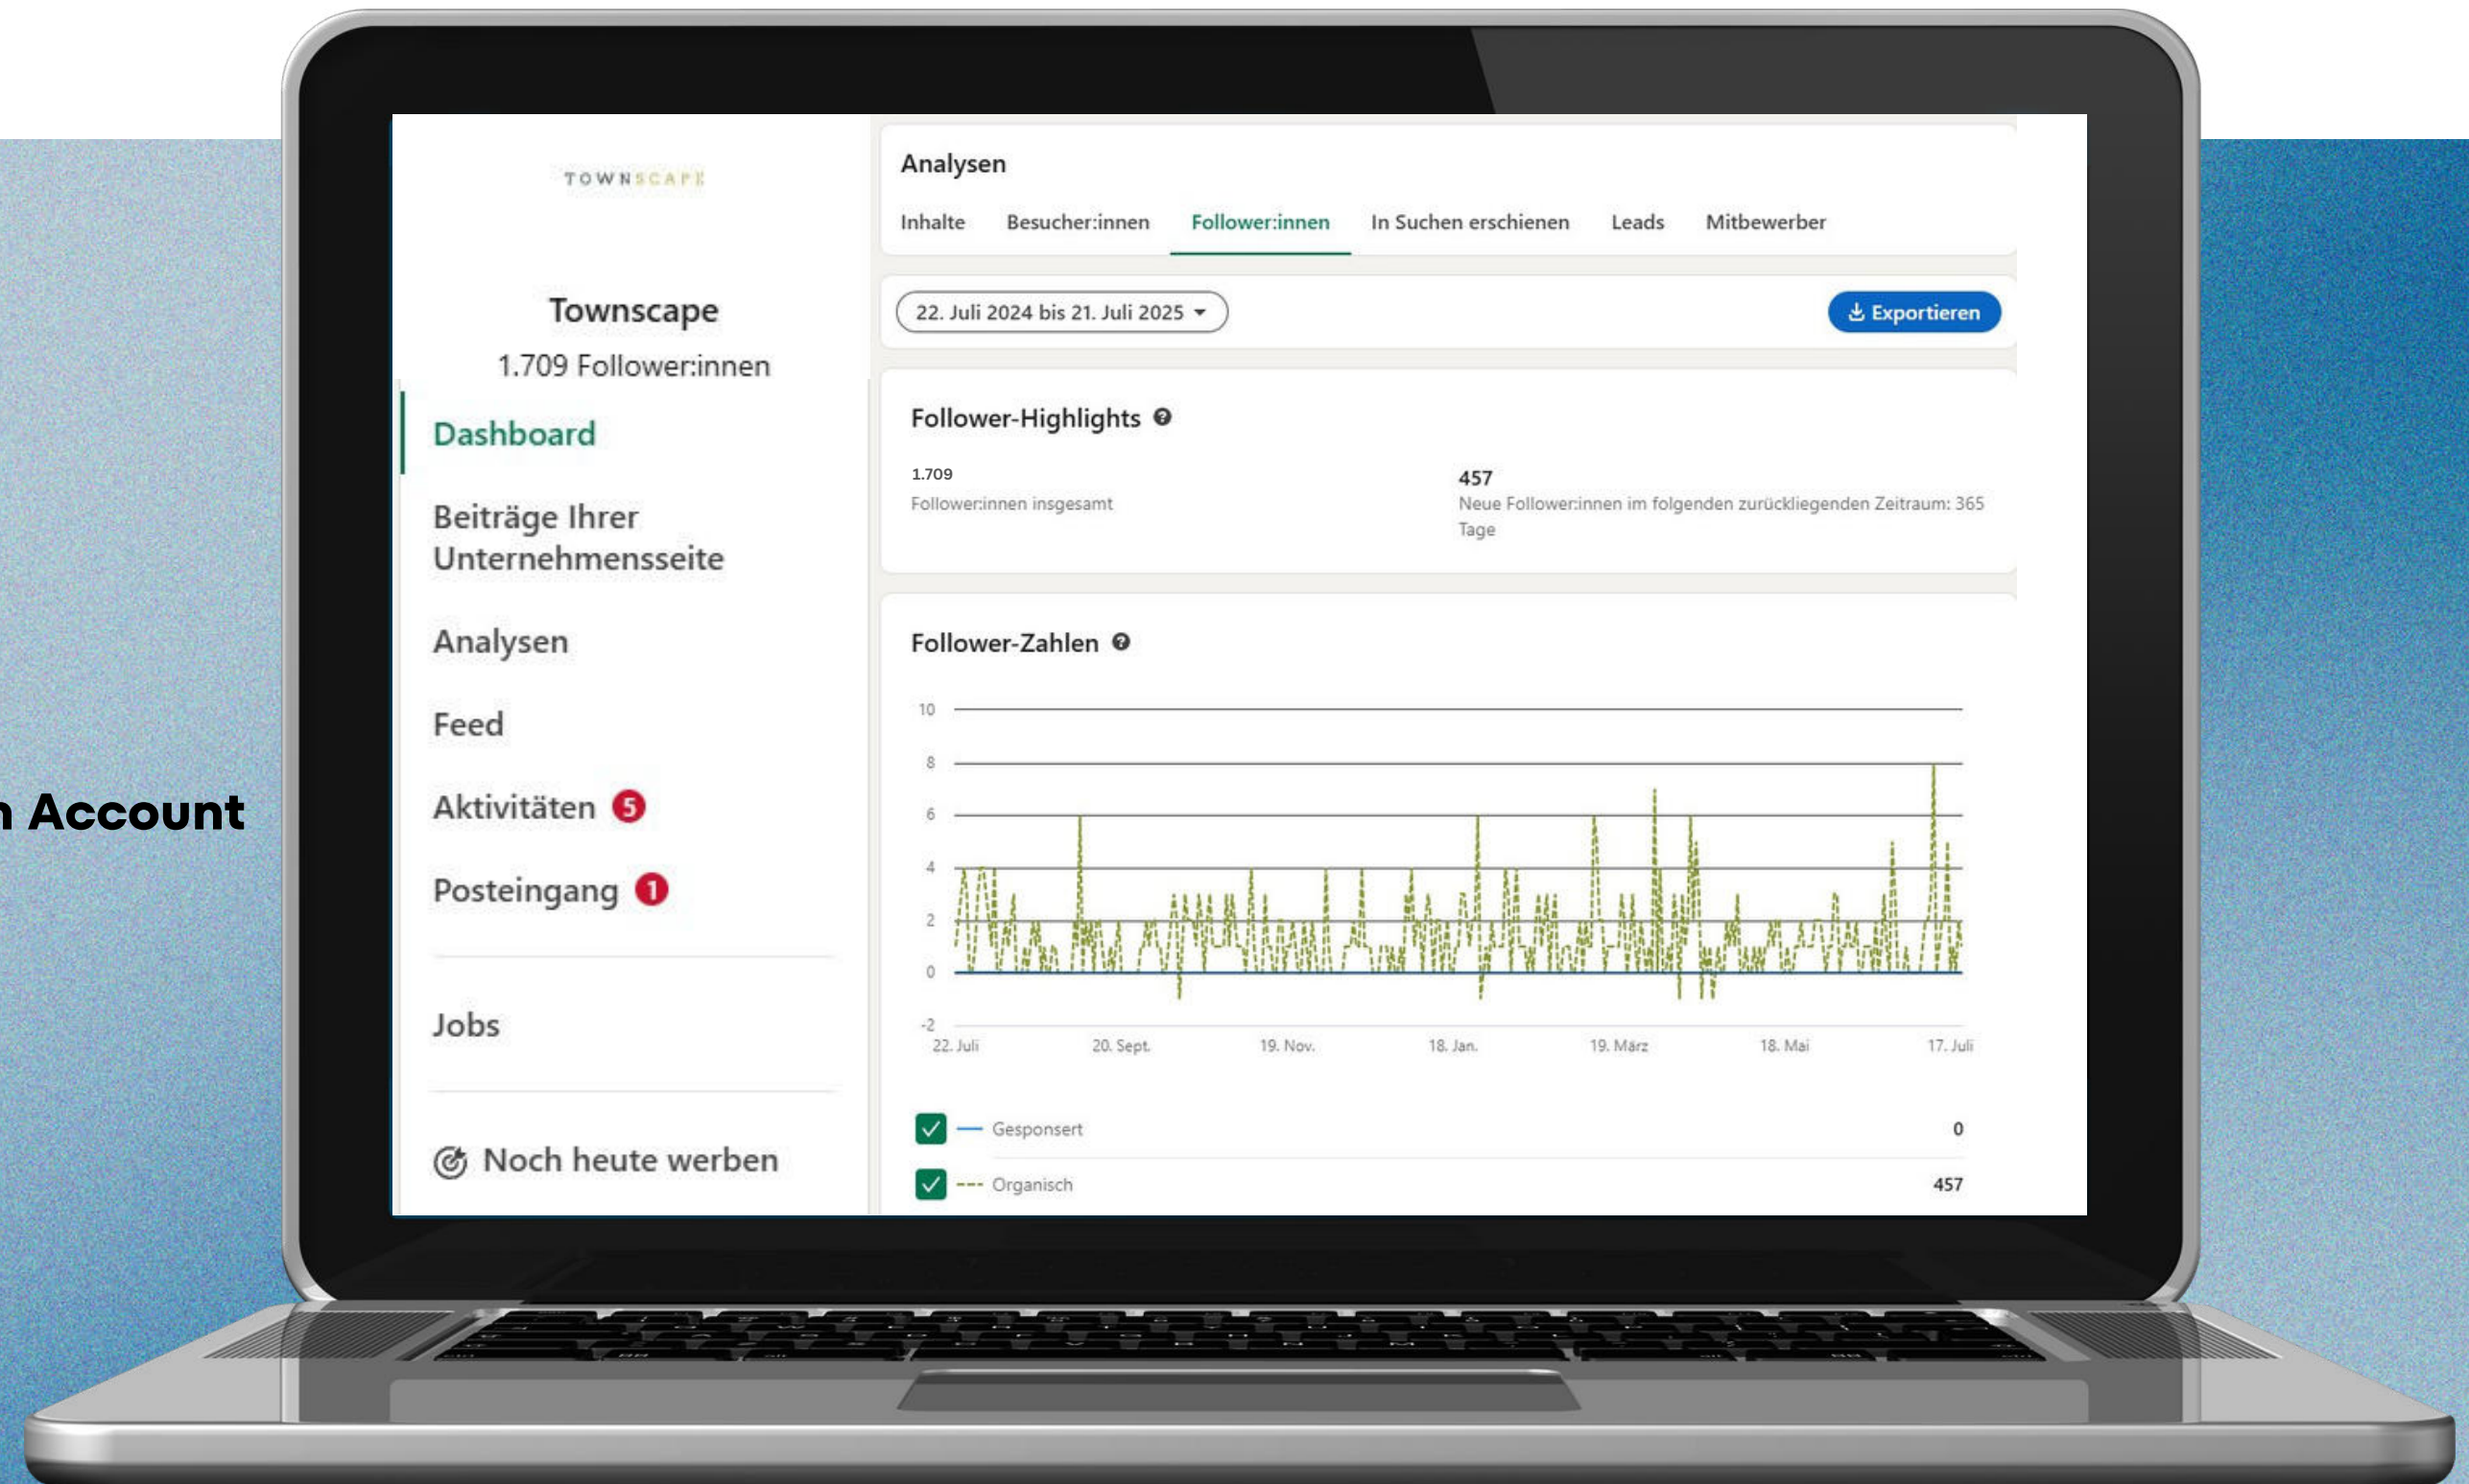 TOWNSCAPE
Townscape
1.709 Follower:innen
Dashboard
Beiträge Ihrer
Unternehmensseite
Analysen
Feed
Aktivitäten 5
Posteingang 1
Jobs
Noch heute werben
Analysen
Inhalte Besucher:innen Follower:innen In Suchen erschienen Leads Mitbewerber
22. Juli 2024 bis 21. Juli 2025
Exportieren
Follower-Highlights
1.709
Follower:innen insgesamt
457
Neue Follower:innen im folgenden zurückliegenden Zeitraum: 365
Tage
Follower-Zahlen
10
8
6
4
2
0
-2
22. Juli 20. Sept. 19. Nov. 18. Jan. 19. März 18. Mai 17. Juli
Gesponsert 0
Organisch 457
n Account